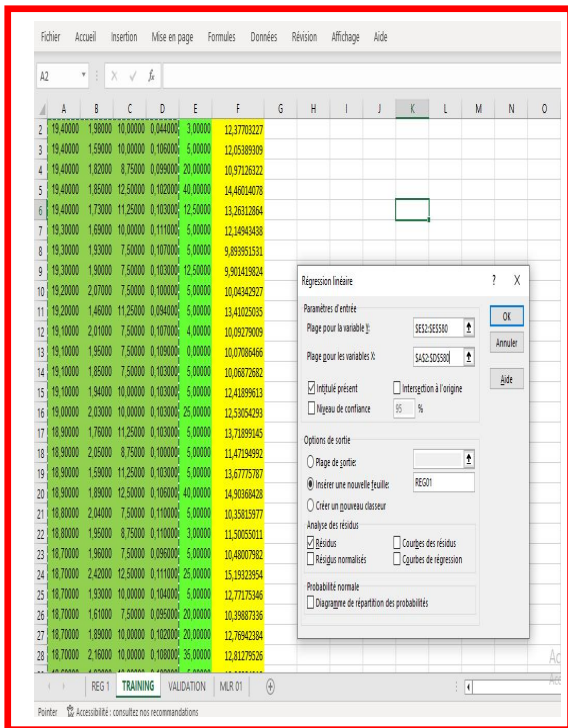 Fichier Accueil Insertion Mise en page Formules Données Révision Affichage Aide
A2 fx
A B C D E F G H I J K L M N O
2 19,40000 1,98000 10,00000 0,044000 3,00000 12,37703227
3 19,40000 1,59000 10,00000 0,106000 5,00000 12,05389309
4 19,40000 1,82000 8,75000 0,099000 20,00000 10,97126322
5 19,40000 1,85000 12,50000 0,102000 40,00000 14,46014078
6 19,40000 1,73000 11,25000 0,103000 12,50000 13,26312864
7 19,30000 1,69000 10,00000 0,111000 5,00000 12,14943438
8 19,30000 1,93000 7,50000 0,107000 5,00000 9,893951531
9 19,30000 1,90000 7,50000 0,103000 12,50000 9,901419824
10 19,20000 2,07000 7,50000 0,100000 5,00000 10,04342927
11 19,20000 1,46000 11,25000 0,094000 5,00000 13,41025035
12 19,10000 2,01000 7,50000 0,107000 4,00000 10,09279009
13 19,10000 1,95000 7,50000 0,109000 0,00000 10,07086466
14 19,10000 1,85000 7,50000 0,103000 5,00000 10,06872682
15 19,10000 1,94000 10,00000 0,103000 5,00000 12,41899613
16 19,00000 2,03000 10,00000 0,103000 25,00000 12,53054293
17 18,90000 1,76000 11,25000 0,103000 5,00000 13,71899145
18 18,90000 2,05000 8,75000 0,100000 5,00000 11,47194992
19 18,90000 1,59000 11,25000 0,103000 5,00000 13,67775787
20 18,90000 1,89000 12,50000 0,106000 40,00000 14,90368428
21 18,80000 2,04000 7,50000 0,110000 5,00000 10,35815977
22 18,80000 1,95000 8,75000 0,110000 3,00000 11,50055011
23 18,70000 1,96000 7,50000 0,096000 5,00000 10,48007982
24 18,70000 2,42000 12,50000 0,111000 25,00000 15,19323954
25 18,70000 1,93000 10,00000 0,104000 5,00000 12,77175346
26 18,70000 1,61000 7,50000 0,095000 20,00000 10,39887336
27 18,70000 1,89000 10,00000 0,102000 20,00000 12,76942384
28 18,70000 2,16000 10,00000 0,108000 35,00000 12,81279526
Régression linéaire ? X
Paramètres d'entrée
Plage pour la variable Y: $E$2:$E$580
Plage pour les variables X: $A$2:$D$580
Intitulé présent Intersection à l'origine
Niveau de confiance 95 %
OK
Annuler
Aide
Options de sortie
Plage de sortie:
Insérer une nouvelle feuille: REG01
Créer un nouveau classeur
Analyse des résidus
Résidus Courbes des résidus
Résidus normalisés Courbes de régression
Probabilité normale
Diagramme de répartition des probabilités
REG 1 TRAINING VALIDATION MLR 01
Pointer Accessibilité : consultez nos recommandations